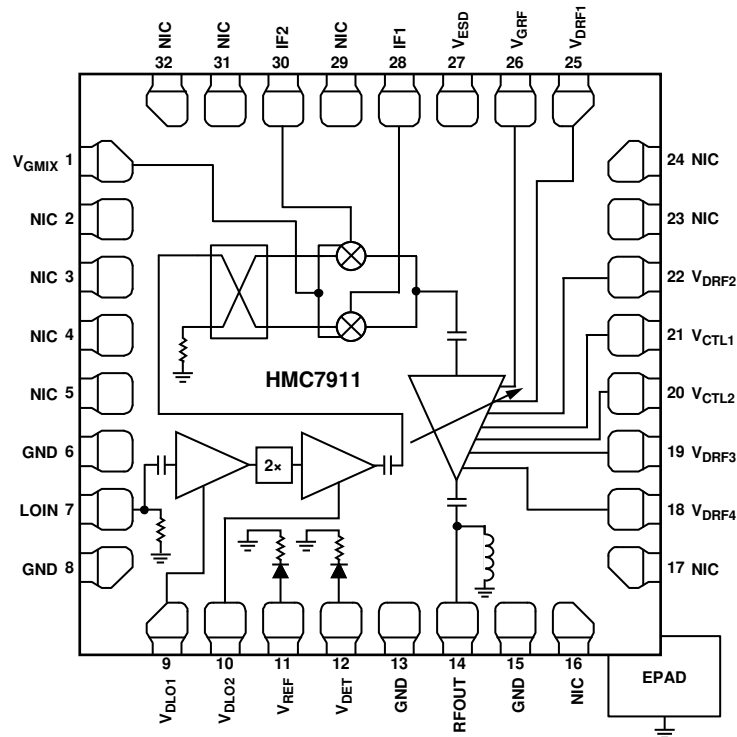 NIC
NIC
IF2
NIC
IF1
VESD
VGRF
VDRF1
32
31
30
29
28
27
26
25
VGMIX 1
NIC 2
NIC 3
NIC 4
NIC 5
GND 6
LOIN 7
GND 8
HMC7911
2×
24 NIC
23 NIC
22 VDRF2
21 VCTL1
20 VCTL2
19 VDRF3
18 VDRF4
17 NIC
9
10
11
12
13
14
15
16
VDLO1
VDLO2
VREF
VDET
GND
RFOUT
GND
NIC
EPAD